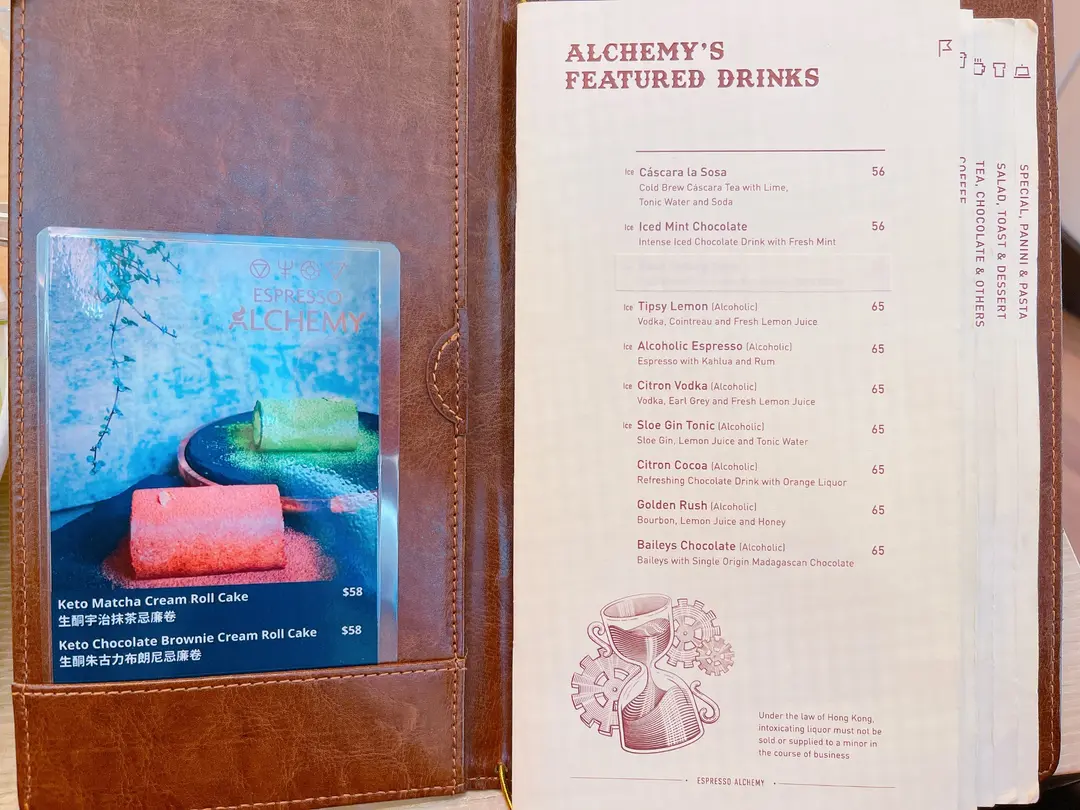 ESPRESSO
ALCHEMY
Keto Matcha Cream Roll Cake $58
生酮宇治抹茶忌廉卷
Keto Chocolate Brownie Cream Roll Cake $58
生酮朱古力布朗尼忌廉卷
ALCHEMY'S
FEATURED DRINKS
Ice Cáscara la Sosa 56
Cold Brew Cáscara Tea with Lime,
Tonic Water and Soda
Ice Iced Mint Chocolate 56
Intense Iced Chocolate Drink with Fresh Mint
Ice Tipsy Lemon (Alcoholic) 65
Vodka, Cointreau and Fresh Lemon Juice
Ice Alcoholic Espresso (Alcoholic) 65
Espresso with Kahlua and Rum
Ice Citron Vodka (Alcoholic) 65
Vodka, Earl Grey and Fresh Lemon Juice
Ice Sloe Gin Tonic (Alcoholic) 65
Sloe Gin, Lemon Juice and Tonic Water
Citron Cocoa (Alcoholic) 65
Refreshing Chocolate Drink with Orange Liquor
Golden Rush (Alcoholic) 65
Bourbon, Lemon Juice and Honey
Baileys Chocolate (Alcoholic) 65
Baileys with Single Origin Madagascan Chocolate
Under the law of Hong Kong,
intoxicating liquor must not be
sold or supplied to a minor in
the course of business
ESPRESSO ALCHEMY
COFFEE
TEA, CHOCOLATE & OTHERS
SALAD, TOAST & DESSERT
SPECIAL, PANINI & PASTA